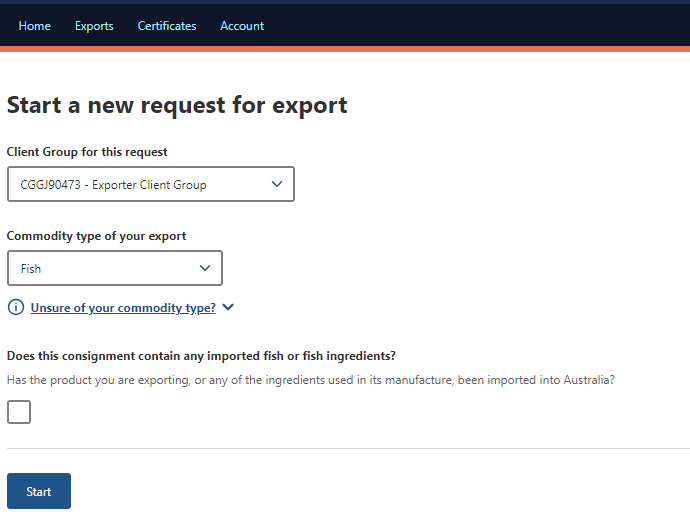 Home Exports Certificates Account
Start a new request for export
Client Group for this request
CGGJ90473 - Exporter Client Group
Commodity type of your export
Fish
Unsure of your commodity type?
Does this consignment contain any imported fish or fish ingredients?
Has the product you are exporting, or any of the ingredients used in its manufacture, been imported into Australia?
Start